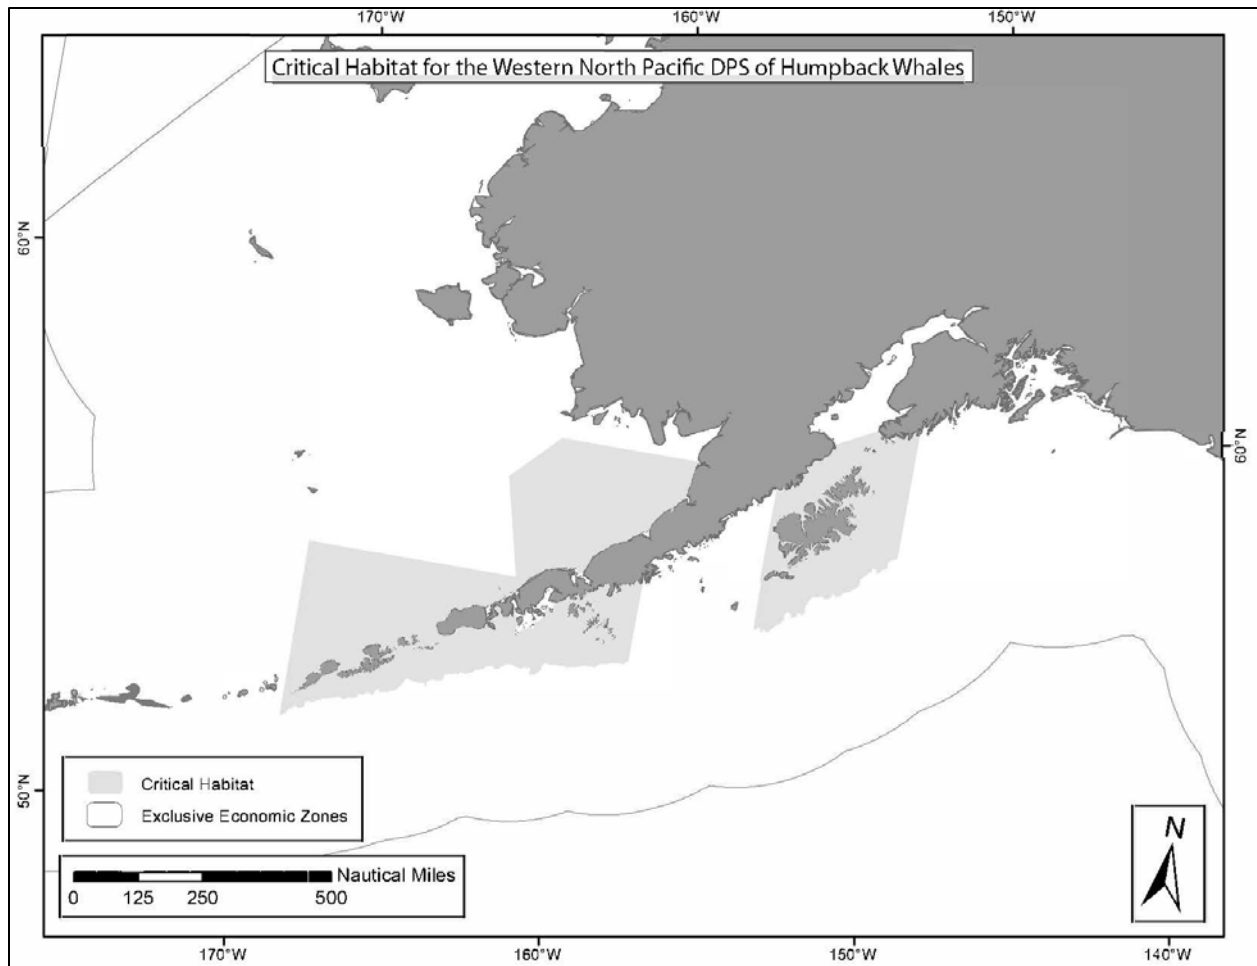 170°W 160°W 150°W
Critical Habitat for the Western North Pacific DPS of Humpback Whales
60°N
60°N
50°N
Critical Habitat
Exclusive Economic Zones
Nautical Miles
0 125 250 500
N
170°W 160°W 150°W 140°W